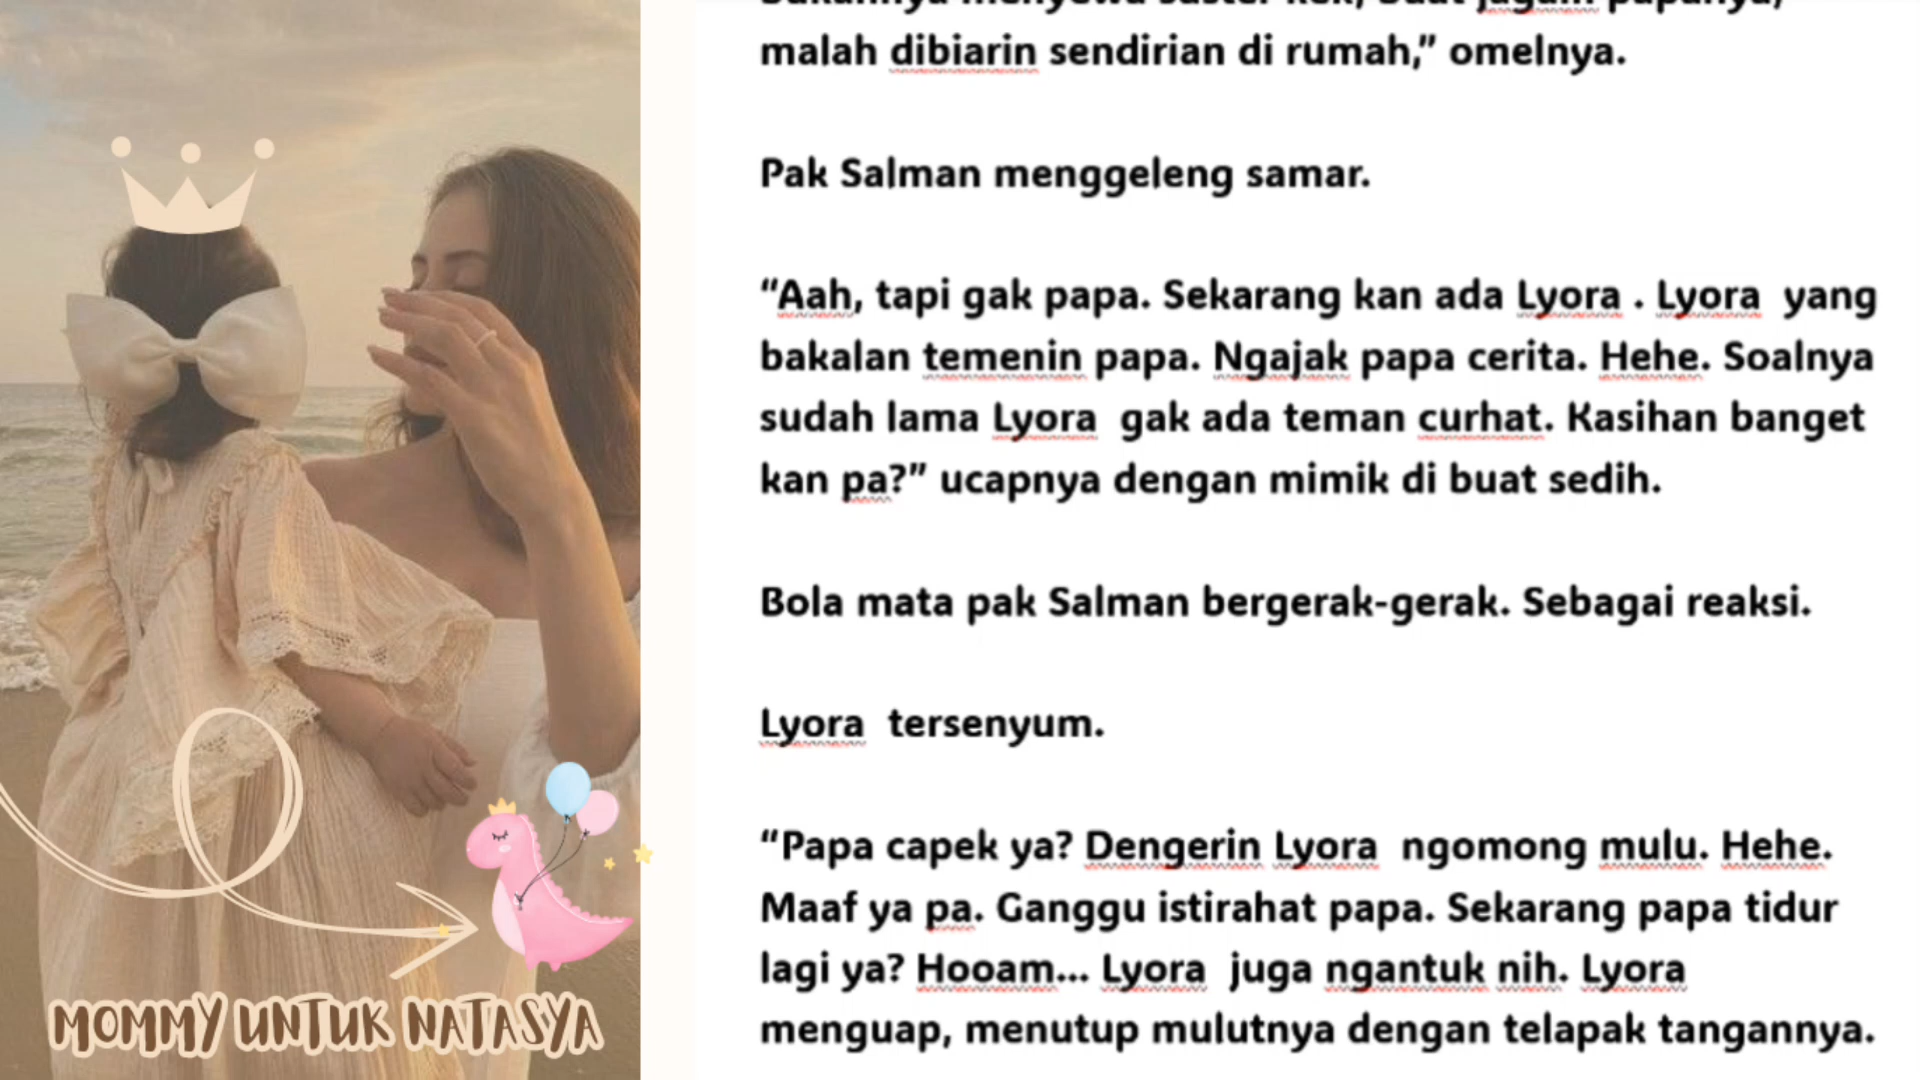 malah dibiarin sendirian di rumah,” omelnya.
Pak Salman menggeleng samar.
“Aah, tapi gak papa. Sekarang kan ada Lyora . Lyora  yang
bakalan temenin papa. Ngajak papa cerita. Hehe. Soalnya
sudah lama Lyora  gak ada teman curhat. Kasihan banget
kan pa?” ucapnya dengan mimik di buat sedih.
Bola mata pak Salman bergerak-gerak. Sebagai reaksi.
Lyora  tersenyum.
“Papa capek ya? Dengerin Lyora  ngomong mulu. Hehe.
Maaf ya pa. Ganggu istirahat papa. Sekarang papa tidur
lagi ya? Hooam... Lyora  juga ngantuk nih. Lyora
menguap, menutup mulutnya dengan telapak tangannya.
MOMMY UNTUK NATASYA